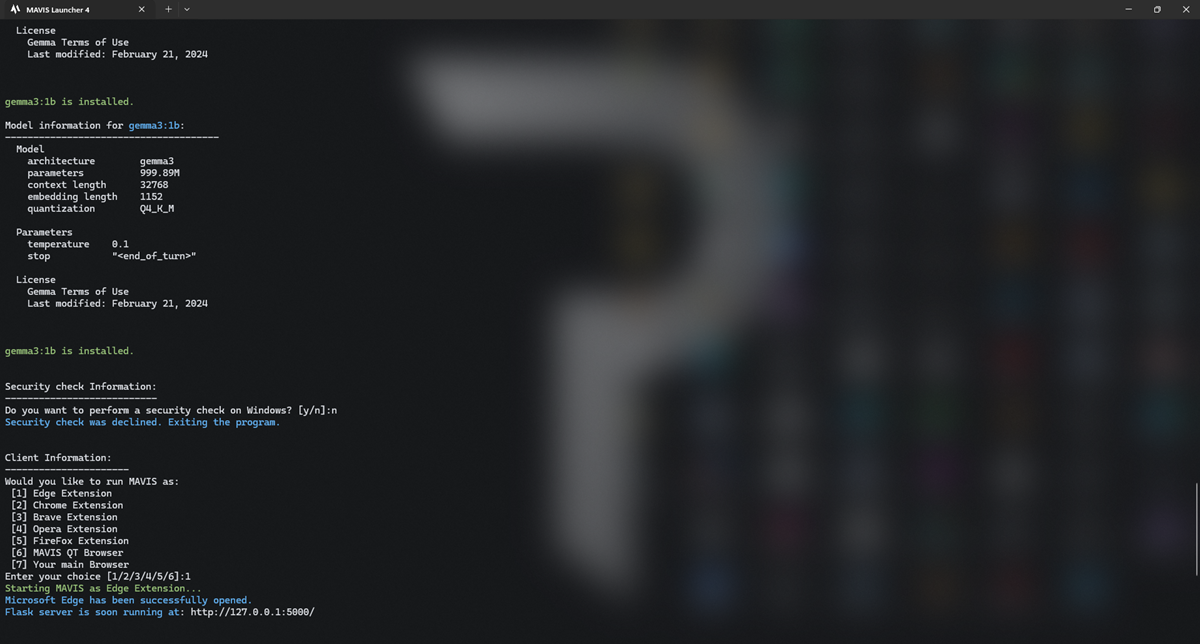 MAVIS Launcher 4
License
Gemma Terms of Use
Last modified: February 21, 2024
gemma3:1b is installed.
Model information for gemma3:1b:
---------------------------------------
Model
architecture gemma3
parameters 999.89M
context length 32768
embedding length 1152
quantization Q4_K_M
Parameters
temperature 0.1
stop "<end_of_turn>"
License
Gemma Terms of Use
Last modified: February 21, 2024
gemma3:1b is installed.
Security check Information:
---------------------------
Do you want to perform a security check on Windows? [y/n]:n
Security check was declined. Exiting the program.
Client Information:
----------------------
Would you like to run MAVIS as:
[1] Edge Extension
[2] Chrome Extension
[3] Brave Extension
[4] Opera Extension
[5] FireFox Extension
[6] MAVIS QT Browser
[7] Your main Browser
Enter your choice [1/2/3/4/5/6]:1
Starting MAVIS as Edge Extension...
Microsoft Edge has been successfully opened.
Flask server is soon running at: http://127.0.0.1:5000/